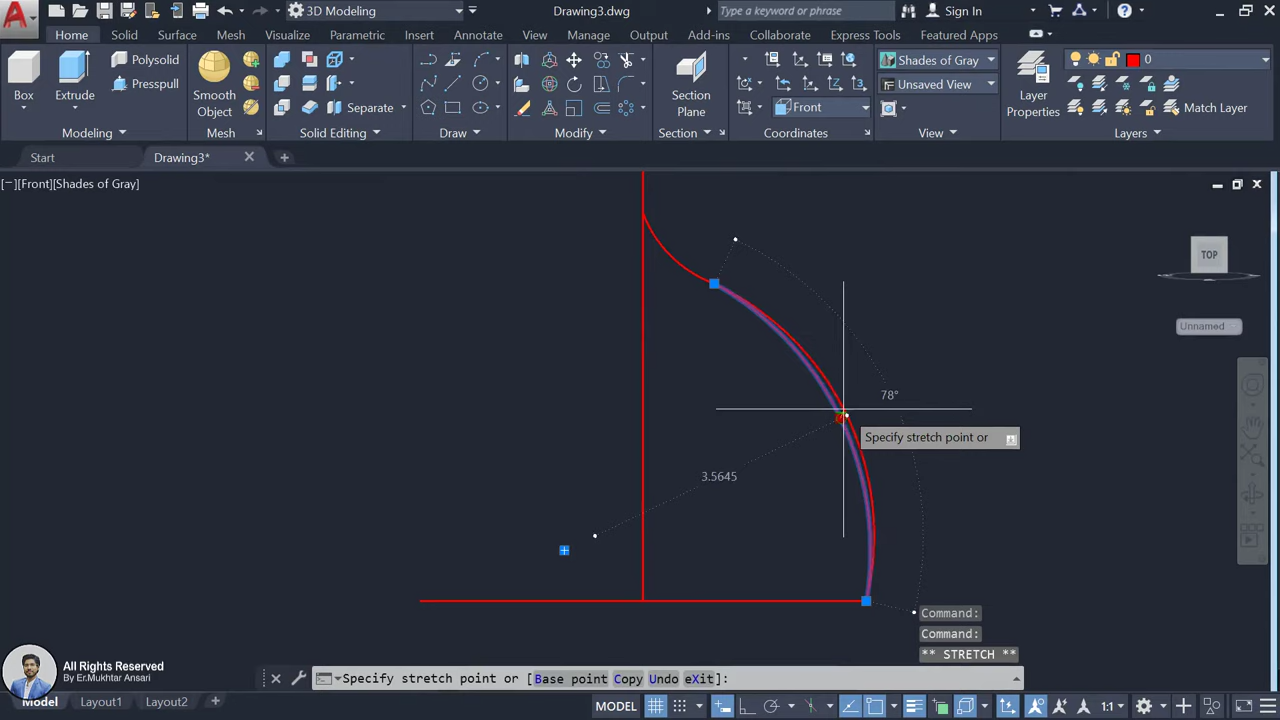 3D Modeling
Drawing3.dwg
Type a keyword or phrase
Sign In
Home Solid Surface Mesh Visualize Parametric Insert Annotate View Manage Output Add-ins Collaborate Express Tools Featured Apps
Box
Extrude
Polysolid
Presspull
Smooth Object
Separate
Section Plane
Front
Shades of Gray
Unsaved View
Layer Properties
0
Match Layer
Modeling
Mesh
Solid Editing
Draw
Modify
Section
Coordinates
View
Layers
Start
Drawing3*
[−][Front][Shades of Gray]
TOP
Unnamed
78°
Specify stretch point or
3.5645
Command:
Command:
** STRETCH **
All Rights Reserved
By Er.Mukhtar Ansari
Specify stretch point or [Base point Copy Undo eXit]:
Model Layout1 Layout2
MODEL
1:1